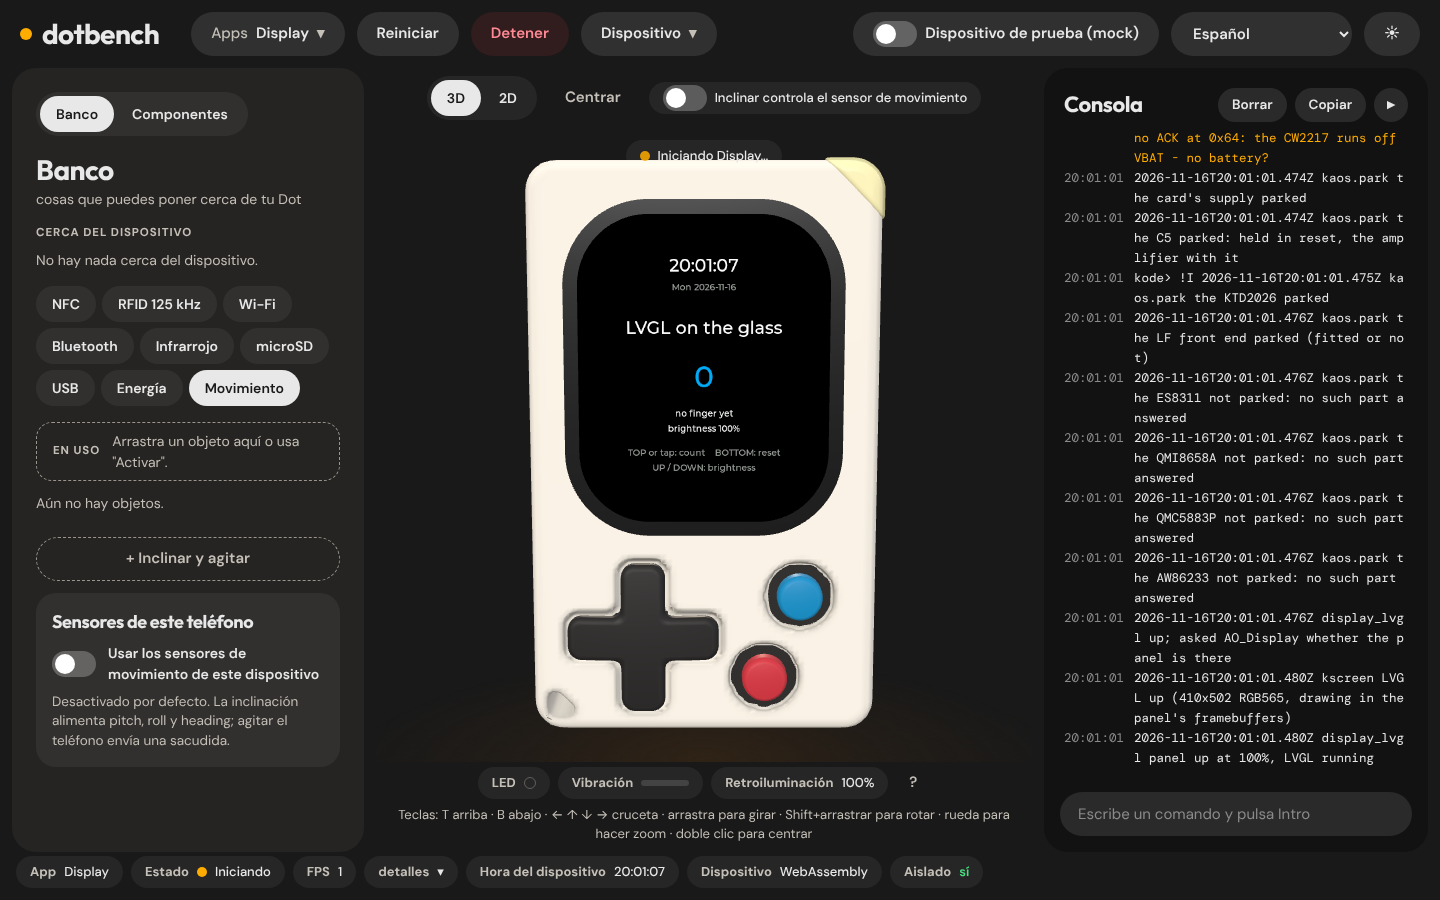 dotbench
Apps Display ▾
Reiniciar
Detener
Dispositivo ▾
Dispositivo de prueba (mock)
Español
Banco
Componentes
Banco
cosas que puedes poner cerca de tu Dot
CERCA DEL DISPOSITIVO
No hay nada cerca del dispositivo.
NFC
RFID 125 kHz
Wi-Fi
Bluetooth
Infrarrojo
microSD
USB
Energía
Movimiento
EN USO
Arrastra un objeto aquí o usa
"Activar".
Aún no hay objetos.
+ Inclinar y agitar
Sensores de este teléfono
Usar los sensores de
movimiento de este dispositivo
Desactivado por defecto. La inclinación
alimenta pitch, roll y heading; agitar el
teléfono envía una sacudida.
3D
2D
Centrar
Inclinar controla el sensor de movimiento
Iniciando Display…
20:01:07
Mon 2026-11-16
LVGL on the glass
0
no finger yet
brightness 100%
TOP or tap: count BOTTOM: reset
UP / DOWN: brightness
LED
Vibración
Retroiluminación 100%
?
Teclas: T arriba · B abajo · ← ↑ ↓ → cruceta · arrastra para girar · Shift+arrastrar para rotar · rueda para
hacer zoom · doble clic para centrar
Consola
Borrar
Copiar
no ACK at 0x64: the CW2217 runs off
VBAT - no battery?
20:01:01 2026-11-16T20:01:01.474Z kaos.park t
he card's supply parked
20:01:01 2026-11-16T20:01:01.474Z kaos.park t
he C5 parked: held in reset, the amp
lifier with it
20:01:01 kode> !I 2026-11-16T20:01:01.475Z ka
os.park the KTD2026 parked
20:01:01 2026-11-16T20:01:01.476Z kaos.park t
he LF front end parked (fitted or no
t)
20:01:01 2026-11-16T20:01:01.476Z kaos.park t
he ES8311 not parked: no such part a
nswered
20:01:01 2026-11-16T20:01:01.476Z kaos.park t
he QMI8658A not parked: no such part
answered
20:01:01 2026-11-16T20:01:01.476Z kaos.park t
he QMC5883P not parked: no such part
answered
20:01:01 2026-11-16T20:01:01.476Z kaos.park t
he AW86233 not parked: no such part
answered
20:01:01 2026-11-16T20:01:01.476Z display_lvg
l up; asked AO_Display whether the p
anel is there
20:01:01 2026-11-16T20:01:01.480Z kscreen LVG
L up (410x502 RGB565, drawing in the
panel's framebuffers)
20:01:01 2026-11-16T20:01:01.480Z display_lvg
l panel up at 100%, LVGL running
Escribe un comando y pulsa Intro
App Display
Estado Iniciando
FPS 1
detalles ▾
Hora del dispositivo 20:01:07
Dispositivo WebAssembly
Aislado sí